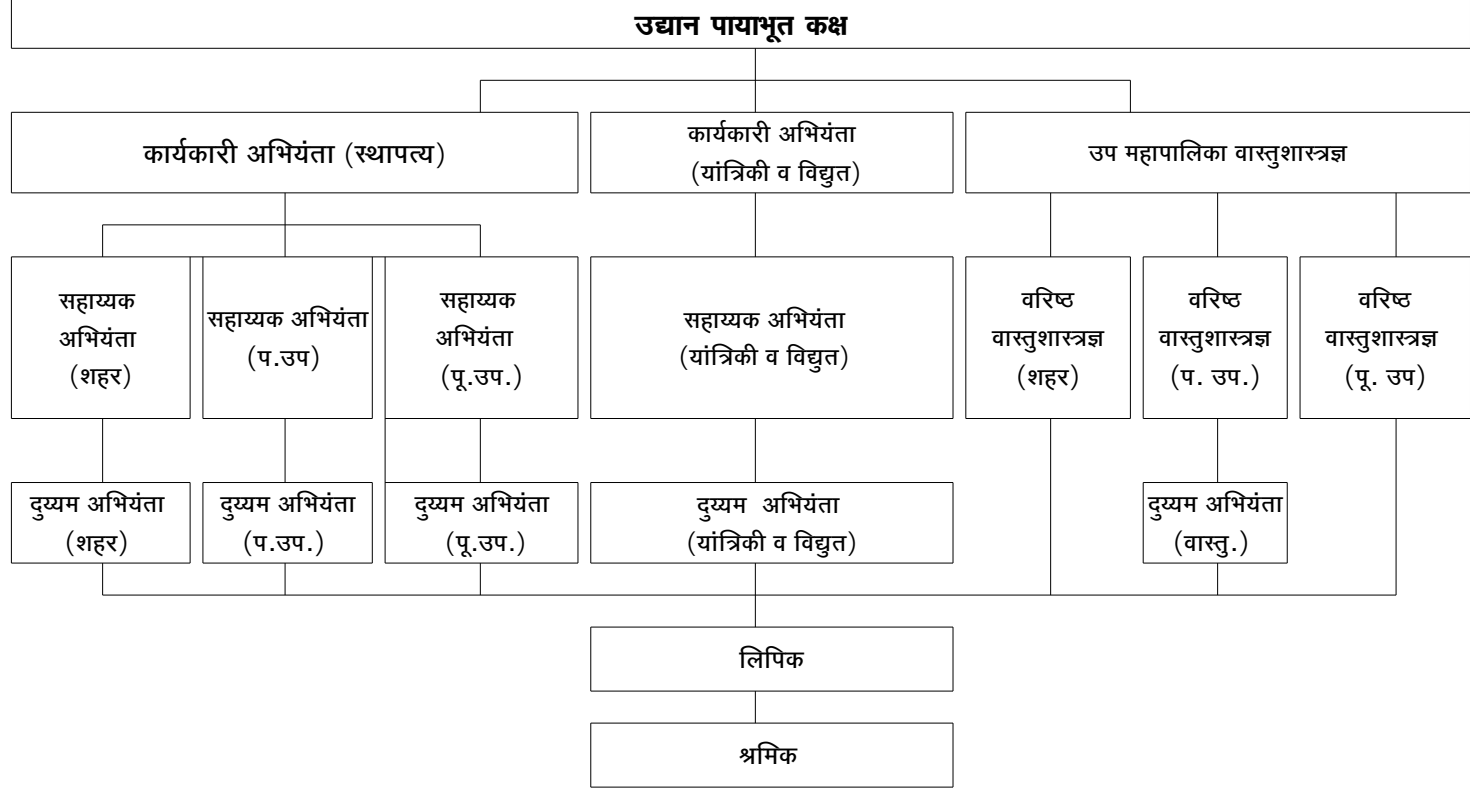 उद्यान पायाभूत कक्ष
कार्यकारी अभियंता (स्थापत्य)
कार्यकारी अभियंता
(यांत्रिकी व विद्युत)
उप महापालिका वास्तुशास्त्रज्ञ
सहाय्यक
अभियंता
(शहर)
सहाय्यक अभियंता
(प.उप)
सहाय्यक
अभियंता
(पू.उप.)
सहाय्यक अभियंता
(यांत्रिकी व विद्युत)
वरिष्ठ
वास्तुशास्त्रज्ञ
(शहर)
वरिष्ठ
वास्तुशास्त्रज्ञ
(प. उप.)
वरिष्ठ
वास्तुशास्त्रज्ञ
(पू. उप)
दुय्यम अभियंता
(शहर)
दुय्यम अभियंता
(प.उप.)
दुय्यम अभियंता
(पू.उप.)
दुय्यम अभियंता
(यांत्रिकी व विद्युत)
दुय्यम अभियंता
(वास्तु.)
लिपिक
श्रमिक